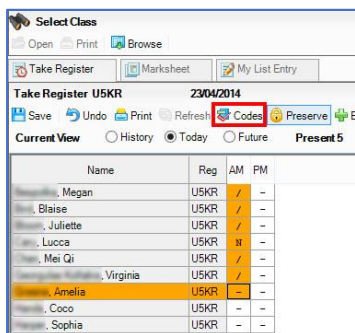 Select Class
Open Print Browse
Take Register Marksheet My List Entry
Take Register U5KR 23/04/2014
Save Undo Print Refresh Codes Preserve E
Current View History Today Future Present 5
Name Reg AM PM
, Megan U5KR / -
, Blaise U5KR / -
, Juliette U5KR / -
, Lucca U5KR N -
, Mei Qi U5KR / -
, Virginia U5KR / -
, Amelia U5KR - -
, Coco U5KR - -
, Sophia U5KR - -